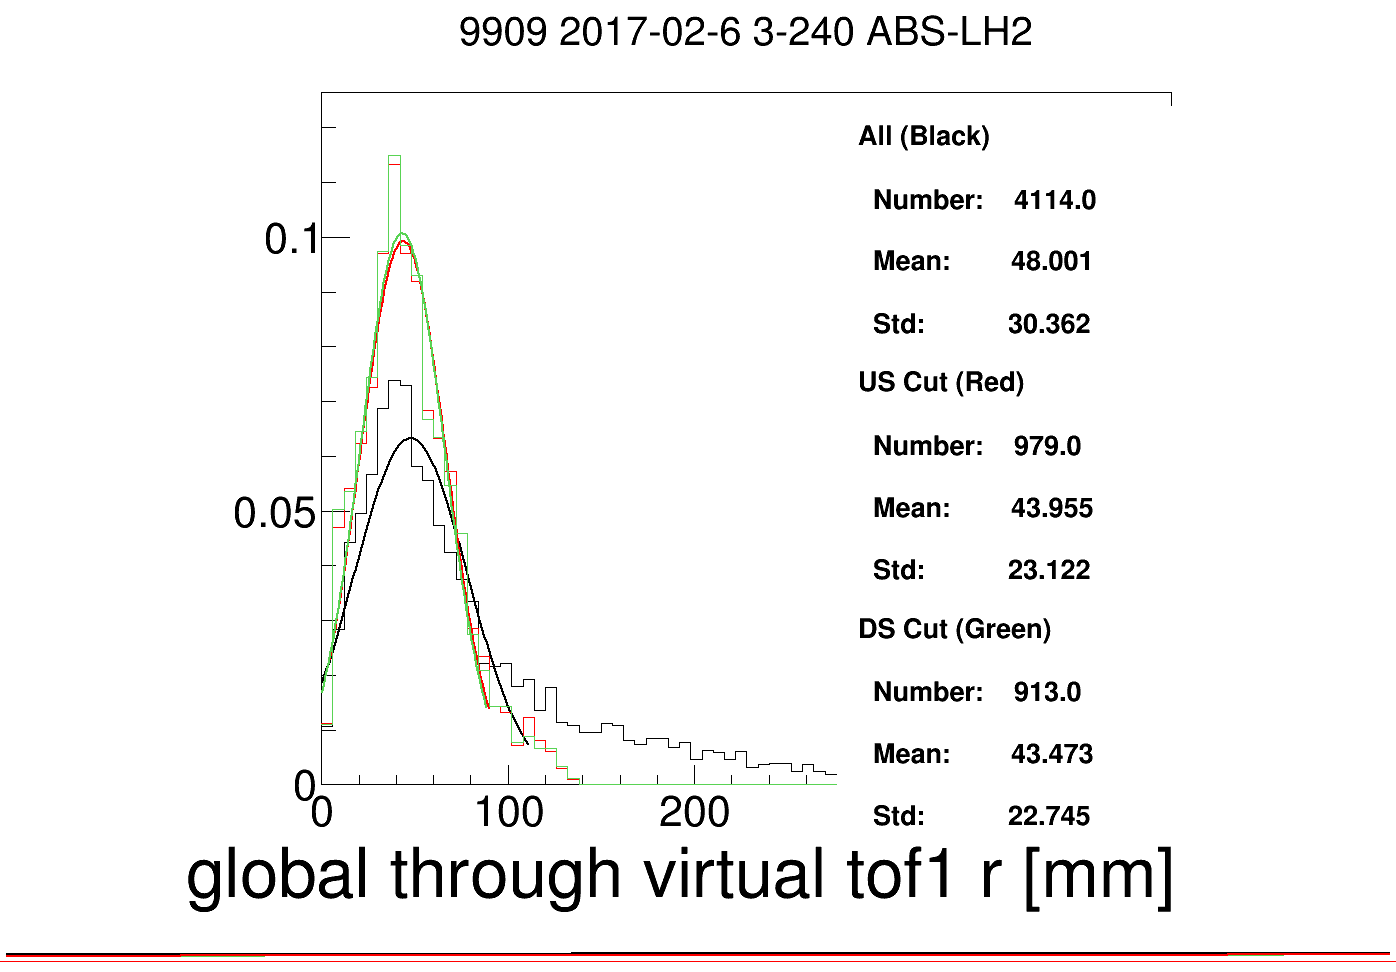 9909 2017-02-6 3-240 ABS-LH2
All (Black)
Number: 4114.0
Mean: 48.001
Std: 30.362
US Cut (Red)
Number: 979.0
Mean: 43.955
Std: 23.122
DS Cut (Green)
Number: 913.0
Mean: 43.473
Std: 22.745
0.1
0.05
0
0 100 200
global through virtual tof1 r [mm]